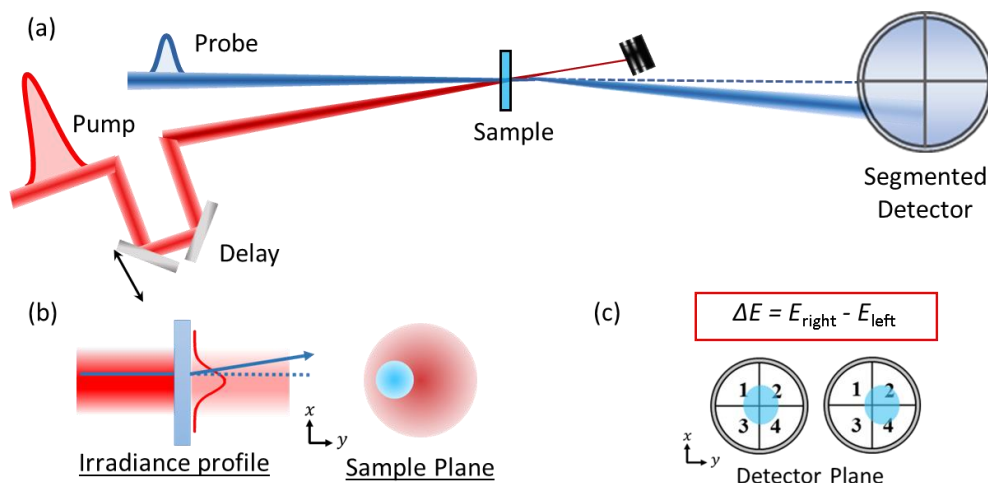 (a)
Probe
Pump
Sample
Delay
Segmented
Detector
(b)
x
y
Irradiance profile
Sample Plane
(c)
ΔE = Eright - Eleft
1 2
3 4
1 2
3 4
x
y
Detector Plane